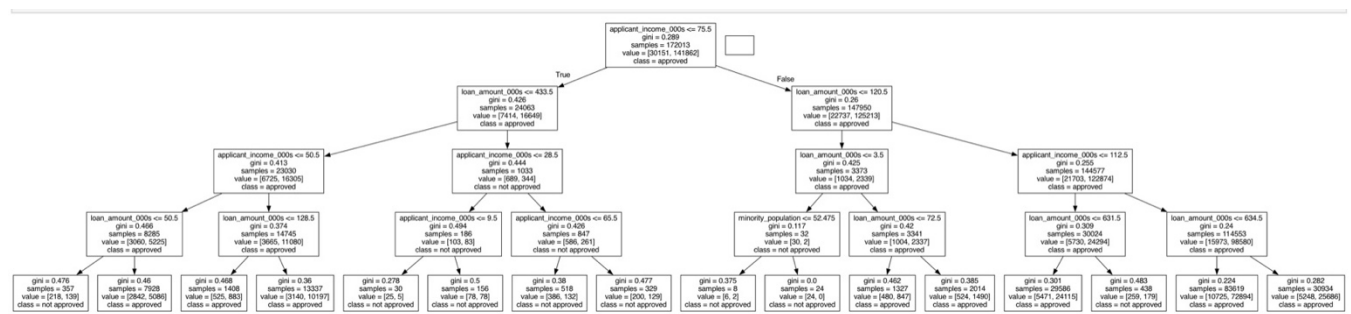 applicant_income_000s <= 75.5
gini = 0.289
samples = 172013
value = [30151, 141862]
class = approved
True
False
loan_amount_000s <= 433.5
gini = 0.426
samples = 24063
value = [7414, 16649]
class = approved
loan_amount_000s <= 120.5
gini = 0.26
samples = 147950
value = [22737, 125213]
class = approved
applicant_income_000s <= 50.5
gini = 0.413
samples = 23030
value = [6725, 16305]
class = approved
applicant_income_000s <= 28.5
gini = 0.444
samples = 1033
value = [689, 344]
class = not approved
loan_amount_000s <= 3.5
gini = 0.425
samples = 3373
value = [1034, 2339]
class = approved
applicant_income_000s <= 112.5
gini = 0.255
samples = 144577
value = [21703, 122874]
class = approved
loan_amount_000s <= 50.5
gini = 0.466
samples = 8285
value = [3060, 5225]
class = approved
loan_amount_000s <= 128.5
gini = 0.374
samples = 14745
value = [3665, 11080]
class = approved
applicant_income_000s <= 9.5
gini = 0.494
samples = 186
value = [103, 83]
class = not approved
applicant_income_000s <= 65.5
gini = 0.426
samples = 847
value = [586, 261]
class = not approved
minority_population <= 52.475
gini = 0.117
samples = 32
value = [30, 2]
class = not approved
loan_amount_000s <= 72.5
gini = 0.42
samples = 3341
value = [1004, 2337]
class = approved
loan_amount_000s <= 631.5
gini = 0.309
samples = 30024
value = [5730, 24294]
class = approved
loan_amount_000s <= 634.5
gini = 0.24
samples = 114553
value = [15973, 98580]
class = approved
gini = 0.476
samples = 357
value = [218, 139]
class = not approved
gini = 0.46
samples = 7928
value = [2842, 5086]
class = approved
gini = 0.468
samples = 1408
value = [525, 883]
class = approved
gini = 0.36
samples = 13337
value = [3140, 10197]
class = approved
gini = 0.278
samples = 30
value = [25, 5]
class = not approved
gini = 0.5
samples = 156
value = [78, 78]
class = not approved
gini = 0.38
samples = 518
value = [386, 132]
class = not approved
gini = 0.477
samples = 329
value = [200, 129]
class = not approved
gini = 0.375
samples = 8
value = [6, 2]
class = not approved
gini = 0.0
samples = 24
value = [24, 0]
class = not approved
gini = 0.462
samples = 1327
value = [480, 847]
class = approved
gini = 0.385
samples = 2014
value = [524, 1490]
class = approved
gini = 0.301
samples = 29586
value = [5471, 24115]
class = approved
gini = 0.483
samples = 438
value = [259, 179]
class = not approved
gini = 0.224
samples = 83619
value = [10725, 72894]
class = approved
gini = 0.282
samples = 30934
value = [5248, 25686]
class = approved